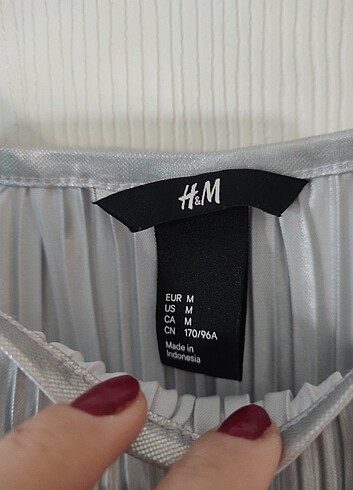 H&M
EUR M
US M
CA M
CN 170/96A
Made in
Indonesia